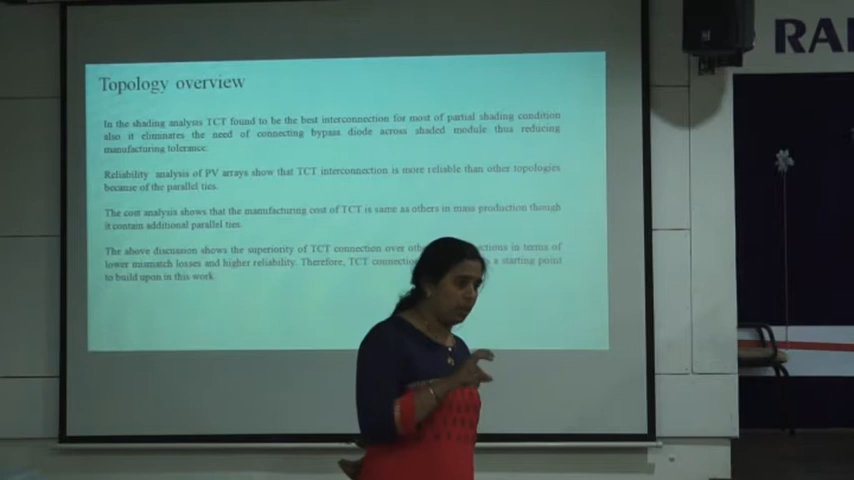 Topology overview
In the shading analysis TCT found to be the best interconnection for most of partial shading condition
also it eliminates the need of connecting bypass diode across shaded module thus reducing
manufacturing tolerance.
Reliability analysis of PV arrays show that TCT interconnection is more reliable than other topologies
because of the parallel ties.
The cost analysis shows that the manufacturing cost of TCT is same as others in mass production though
it contain additional parallel ties.
The above discussion shows the superiority of TCT connection over in terms of
lower mismatch losses and higher reliability. Therefore, TCT a starting point
to build upon in this work.
RA